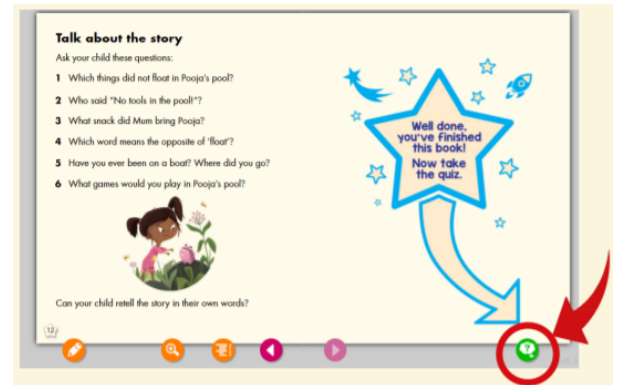 Talk about the story
Ask your child these questions:
1 Which things did not float in Pooja's pool?
2 Who said "No tools in the pool!"?
3 What snack did Mum bring Pooja?
4 Which word means the opposite of 'float'?
5 Have you ever been on a boat? Where did you go?
6 What games would you play in Pooja's pool?
Can your child retell the story in their own words?
12
Well done,
you've finished
this book!
Now take
the quiz.
?